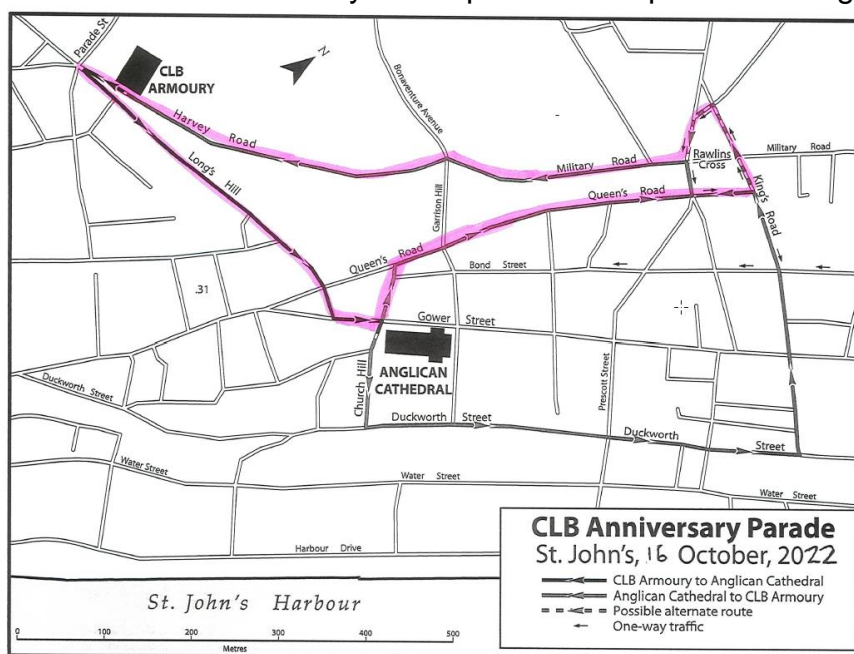 Parade St
CLB
ARMOURY
N
Bonaventure Avenue
Harvey Road
Long's Hill
Military Road
Rawlins
Cross
Military Road
King's Road
Garrison Hill
Queen's Road
Queen's Road
Bond Street
.31
Gower Street
ANGLICAN
CATHEDRAL
Church Hill
Prescott Street
Duckworth Street
Duckworth Street
Duckworth Street
Water Street
Water Street
Water Street
Harbour Drive
St. John's Harbour
0 100 200 300 400 500
Metres
CLB Anniversary Parade
St. John's, 16 October, 2022
CLB Armoury to Anglican Cathedral
Anglican Cathedral to CLB Armoury
Possible alternate route
One-way traffic